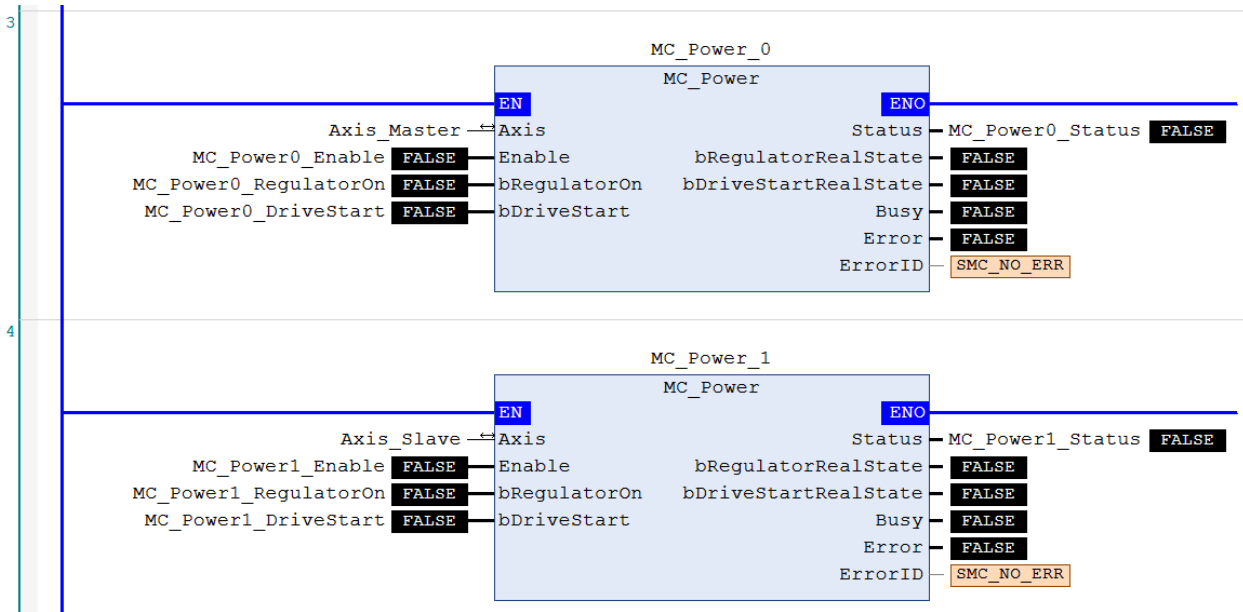 3
MC_Power_0
MC_Power
EN ENO
Axis_Master Axis Status MC_Power0_Status FALSE
MC_Power0_Enable FALSE Enable bRegulatorRealState FALSE
MC_Power0_RegulatorOn FALSE bRegulatorOn bDriveStartRealState FALSE
MC_Power0_DriveStart FALSE bDriveStart Busy FALSE
Error FALSE
ErrorID SMC_NO_ERR
4
MC_Power_1
MC_Power
EN ENO
Axis_Slave Axis Status MC_Power1_Status FALSE
MC_Power1_Enable FALSE Enable bRegulatorRealState FALSE
MC_Power1_RegulatorOn FALSE bRegulatorOn bDriveStartRealState FALSE
MC_Power1_DriveStart FALSE bDriveStart Busy FALSE
Error FALSE
ErrorID SMC_NO_ERR